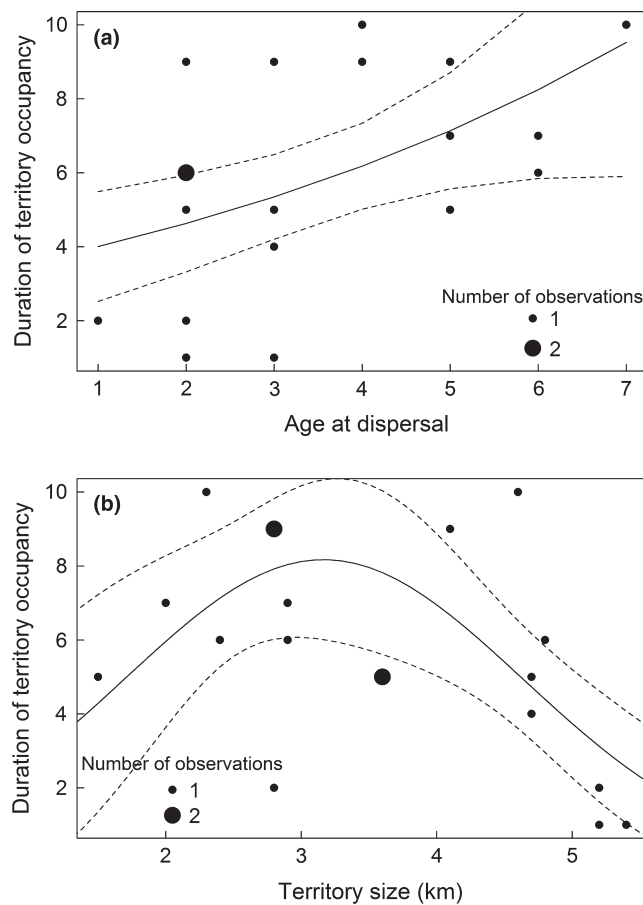 (a)
10
8
6
4
2
Duration of territory occupancy
Number of observations
1
2
1 2 3 4 5 6 7
Age at dispersal
(b)
10
8
6
4
2
Duration of territory occupancy
Number of observations
1
2
2 3 4 5
Territory size (km)